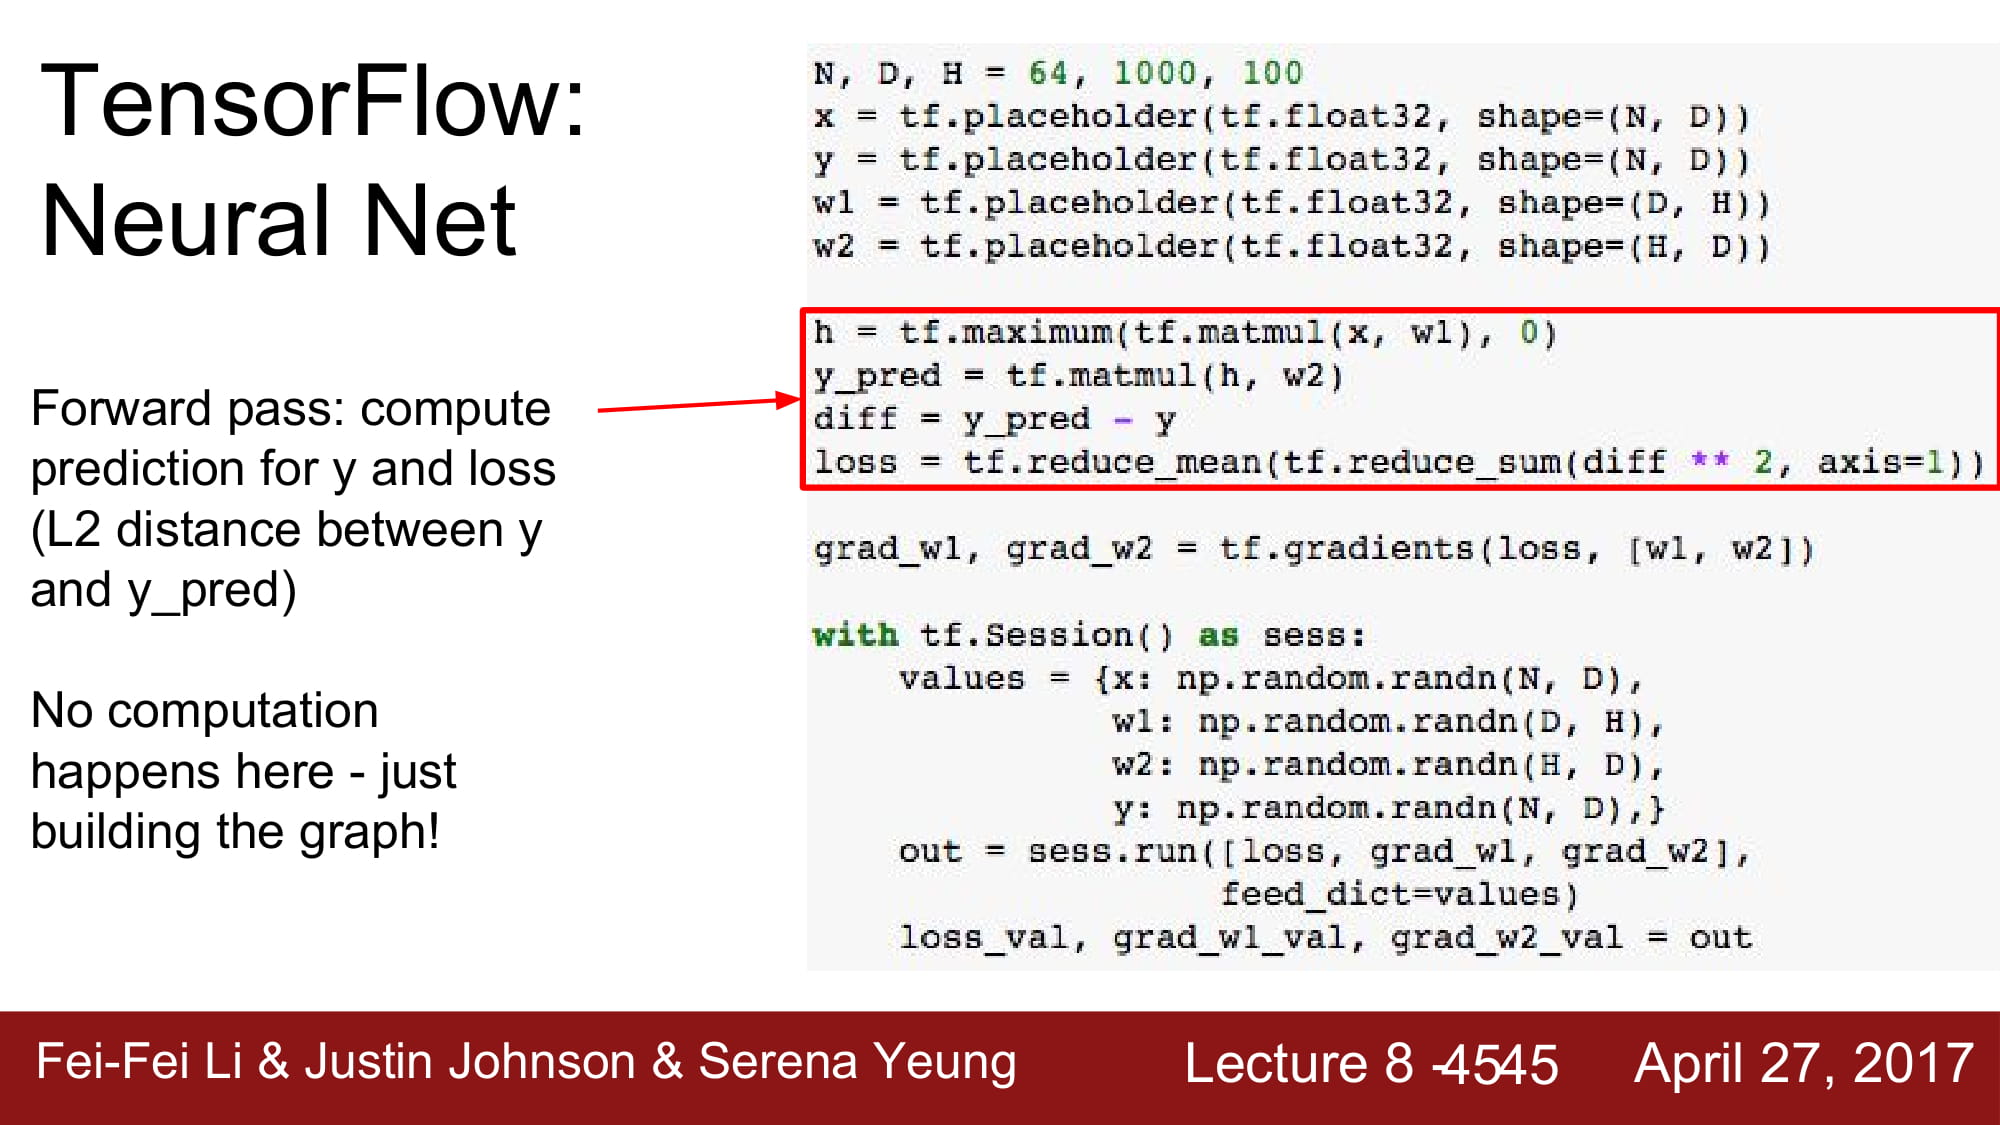 TensorFlow:
Neural Net
Forward pass: compute
prediction for y and loss
(L2 distance between y
and y_pred)
No computation
happens here - just
building the graph!
N, D, H = 64, 1000, 100
x = tf.placeholder(tf.float32, shape=(N, D))
y = tf.placeholder(tf.float32, shape=(N, D))
w1 = tf.placeholder(tf.float32, shape=(D, H))
w2 = tf.placeholder(tf.float32, shape=(H, D))
h = tf.maximum(tf.matmul(x, w1), 0)
y_pred = tf.matmul(h, w2)
diff = y_pred - y
loss = tf.reduce_mean(tf.reduce_sum(diff ** 2, axis=1))
grad_w1, grad_w2 = tf.gradients(loss, [w1, w2])
with tf.Session() as sess:
    values = {x: np.random.randn(N, D),
              w1: np.random.randn(D, H),
              w2: np.random.randn(H, D),
              y: np.random.randn(N, D),}
    out = sess.run([loss, grad_w1, grad_w2],
                   feed_dict=values)
    loss_val, grad_w1_val, grad_w2_val = out
Fei-Fei Li & Justin Johnson & Serena Yeung Lecture 8 -4545 April 27, 2017